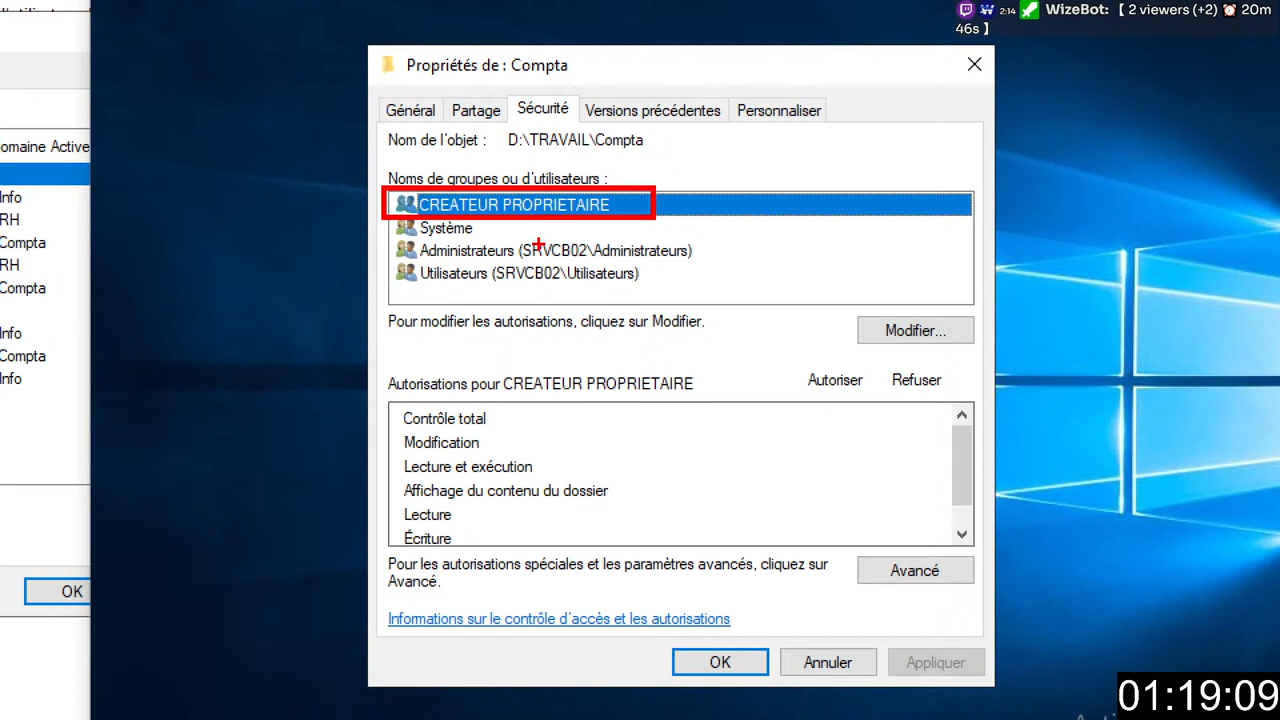 2:14 WizeBot: 【 2 viewers (+2) ⏰ 20m
46s 】
Propriétés de : Compta
Général
Partage
Sécurité
Versions précédentes
Personnaliser
Nom de l'objet : D:\TRAVAIL\Compta
Noms de groupes ou d'utilisateurs :
CREATEUR PROPRIETAIRE
Système
Administrateurs (SRVCB02\Administrateurs)
Utilisateurs (SRVCB02\Utilisateurs)
Pour modifier les autorisations, cliquez sur Modifier.
Modifier...
Autorisations pour CREATEUR PROPRIETAIRE
Autoriser
Refuser
Contrôle total
Modification
Lecture et exécution
Affichage du contenu du dossier
Lecture
Écriture
Pour les autorisations spéciales et les paramètres avancés, cliquez sur
Avancé.
Avancé
Informations sur le contrôle d'accès et les autorisations
OK
Annuler
Appliquer
omaine Active
Info
RH
Compta
RH
Compta
Info
Compta
Info
OK
01:19:09